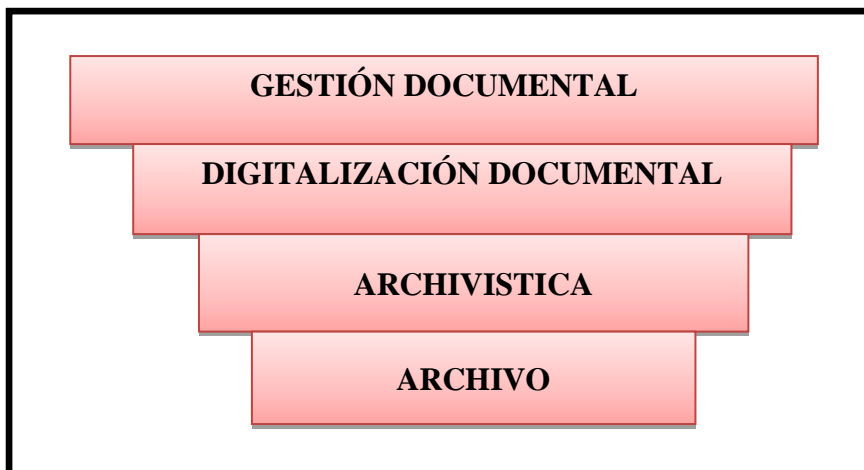 GESTIÓN DOCUMENTAL
DIGITALIZACIÓN DOCUMENTAL
ARCHIVISTICA
ARCHIVO